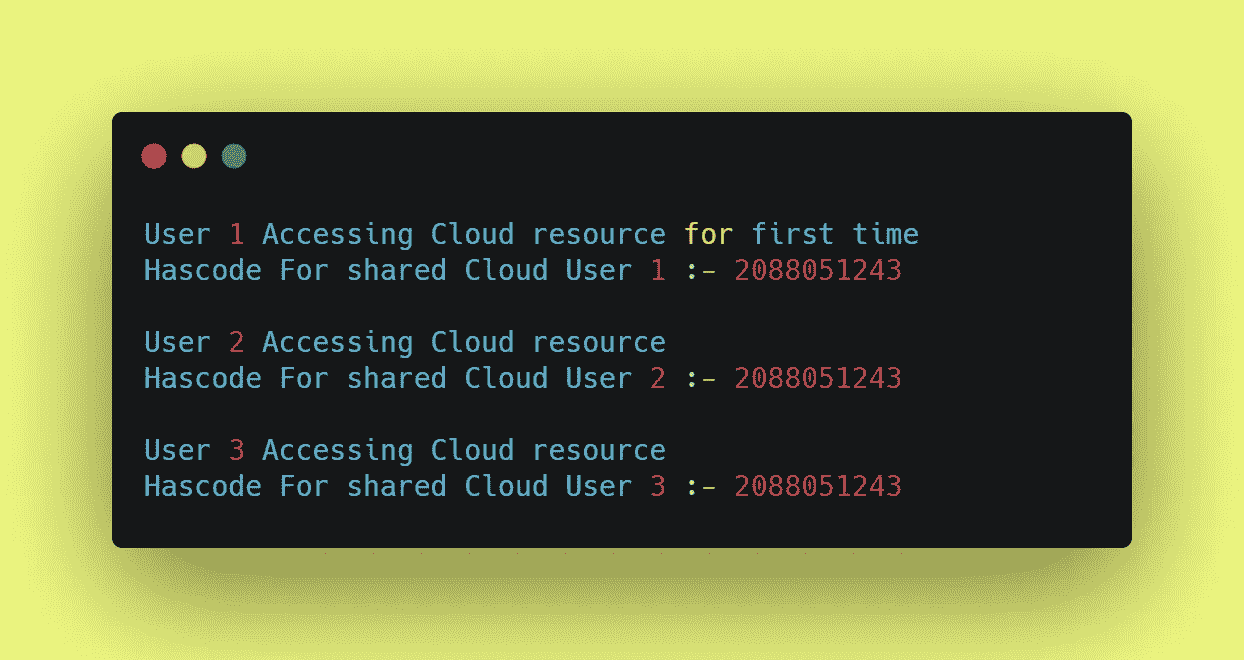 User 1 Accessing Cloud resource for first time
Hascode For shared Cloud User 1 :- 2088051243
User 2 Accessing Cloud resource
Hascode For shared Cloud User 2 :- 2088051243
User 3 Accessing Cloud resource
Hascode For shared Cloud User 3 :- 2088051243